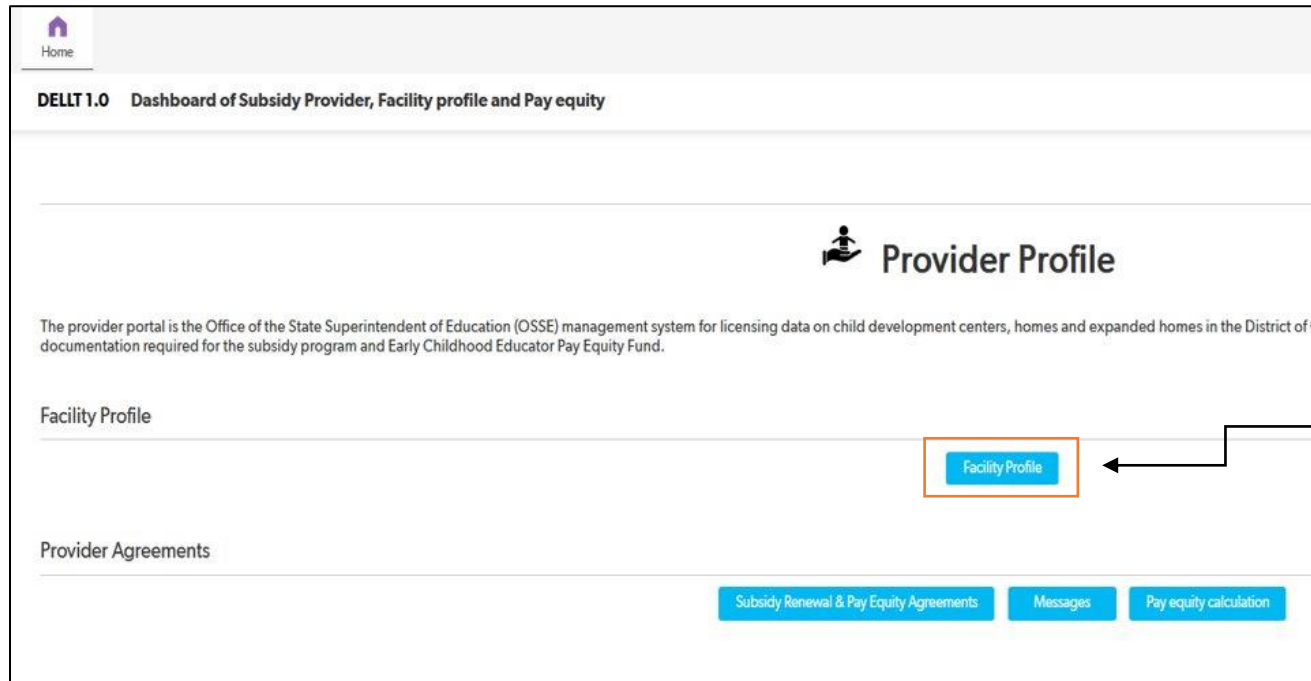 Home
DELLT 1.0 Dashboard of Subsidy Provider, Facility profile and Pay equity
Provider Profile
The provider portal is the Office of the State Superintendent of Education (OSSE) management system for licensing data on child development centers, homes and expanded homes in the District of
documentation required for the subsidy program and Early Childhood Educator Pay Equity Fund.
Facility Profile
Facility Profile
Provider Agreements
Subsidy Renewal & Pay Equity Agreements Messages Pay equity calculation